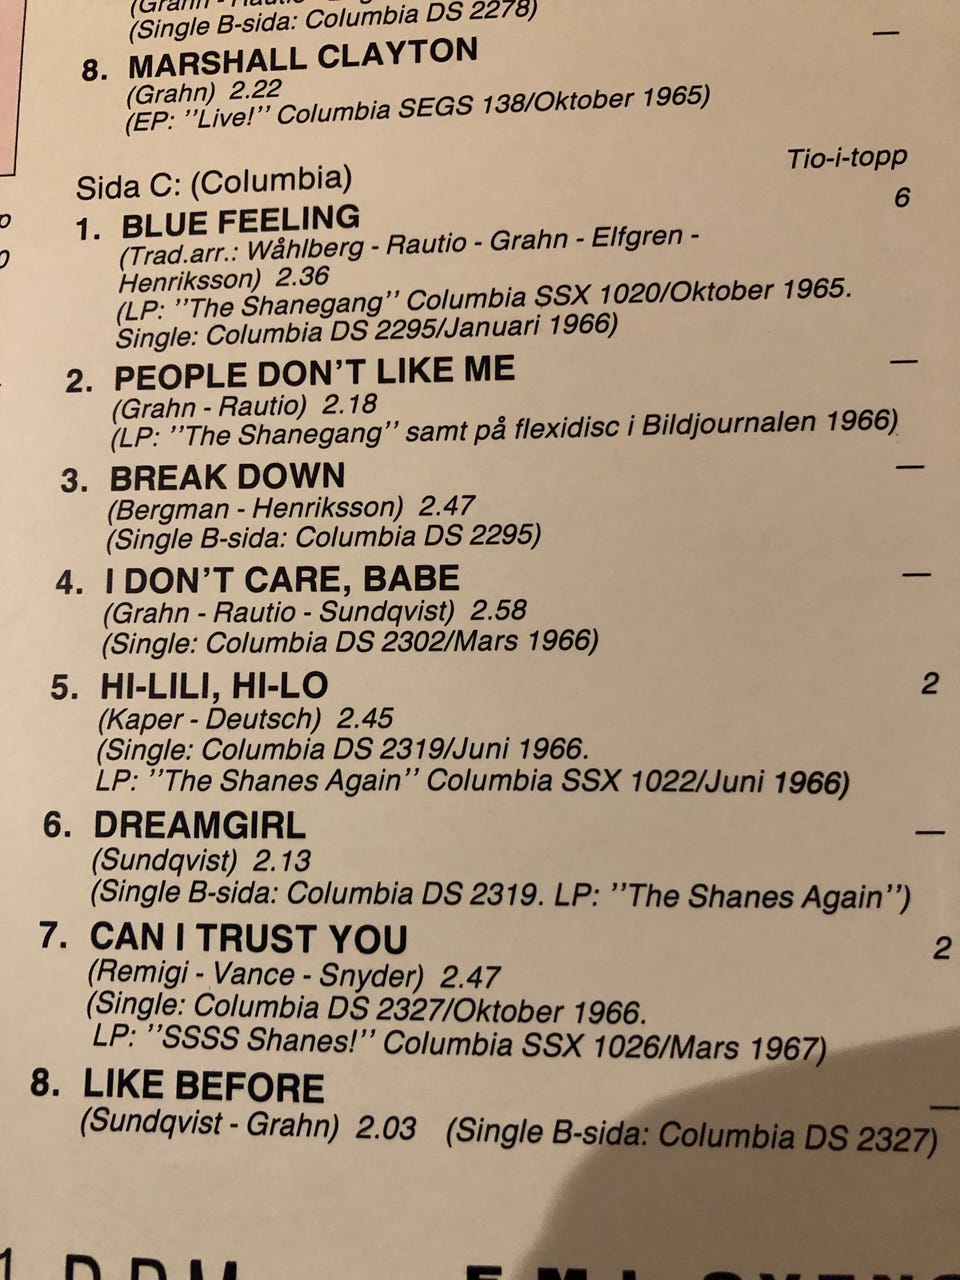 (Grahn - Rautio - Elfgren
(Single B-sida: Columbia DS 2278)
8. MARSHALL CLAYTON —
(Grahn) 2.22
(EP: ''Live!'' Columbia SEGS 138/Oktober 1965)
Tio-i-topp
Sida C: (Columbia)
1. BLUE FEELING 6
(Trad.arr.: Wåhlberg - Rautio - Grahn - Elfgren -
Henriksson) 2.36
(LP: ''The Shanegang'' Columbia SSX 1020/Oktober 1965.
Single: Columbia DS 2295/Januari 1966)
2. PEOPLE DON'T LIKE ME —
(Grahn - Rautio) 2.18
(LP: ''The Shanegang'' samt på flexidisc i Bildjournalen 1966)
3. BREAK DOWN —
(Bergman - Henriksson) 2.47
(Single B-sida: Columbia DS 2295)
4. I DON'T CARE, BABE —
(Grahn - Rautio - Sundqvist) 2.58
(Single: Columbia DS 2302/Mars 1966)
5. HI-LILI, HI-LO 2
(Kaper - Deutsch) 2.45
(Single: Columbia DS 2319/Juni 1966.
LP: ''The Shanes Again'' Columbia SSX 1022/Juni 1966)
6. DREAMGIRL —
(Sundqvist) 2.13
(Single B-sida: Columbia DS 2319. LP: ''The Shanes Again'')
7. CAN I TRUST YOU 2
(Remigi - Vance - Snyder) 2.47
(Single: Columbia DS 2327/Oktober 1966.
LP: ''SSSS Shanes!'' Columbia SSX 1026/Mars 1967)
8. LIKE BEFORE —
(Sundqvist - Grahn) 2.03 (Single B-sida: Columbia DS 2327)